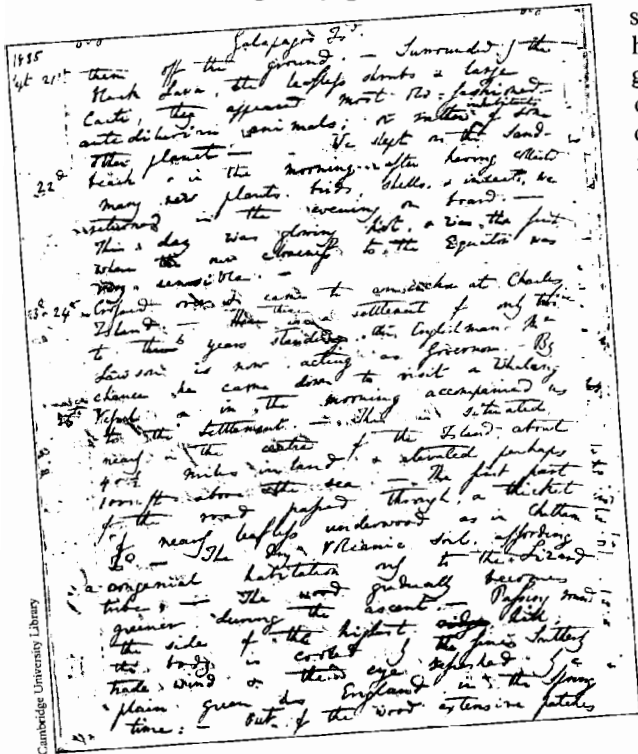 1835 Galapagos Isd.
Sept 21st them off the ground. — Surrounded by the
black Lava, the leafless shrubs & large
Cacti, they appeared most old-fashioned
antediluvian animals; or rather inhabitants of some
other planet. — We slept on the sand-
22d beach, & in the morning after having collected
many new plants, birds, shells & insects, we
returned in the evening on board. —
This day was glowing hot, & was the first
when our closeness to the Equator was
very sensible. —
& 24th Crossed over & came to an anchor at Charles
Island. — Here is a settlement of only five
to six years standing. An Englishman Mr
Lawson is now acting as Governor. — By
chance he came down to visit a Whaling
Vessel & in the morning accompanied us
to the Settlement. — This is situated
nearly in the centre of the Island, about
4 & 1/2 miles inland, & elevated perhaps
1000 ft above the sea. — The first part
of the road passed through a thicket
of nearly leafless underwood as in Chatham
Isd. — The dry Volcanic soil affording
a congenial habitation only to the Lizard
tribe. — The wood gradually becomes
greener during the ascent. — Passing round
the side of the highest hill,
the body is cooled by the fine Southerly
trade wind & the eye refreshed by a
plain green as England in the Spring
time. — Out of the wood extensive patches
Cambridge University Library
s
h
g